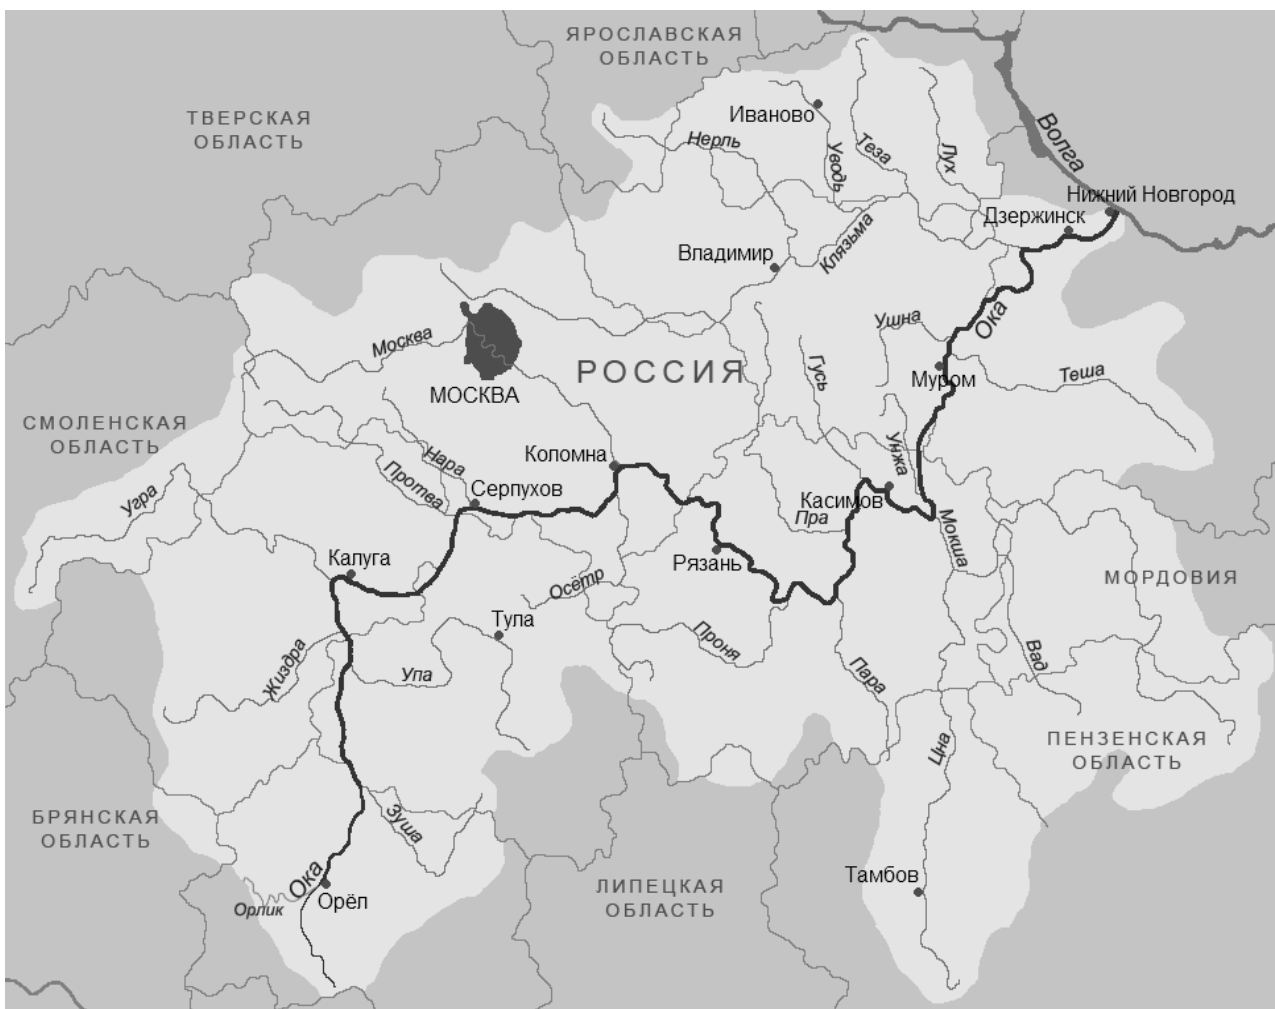 ЯРОСЛАВСКАЯ
ОБЛАСТЬ
ТВЕРСКАЯ
ОБЛАСТЬ
Иваново
Волга
Нерль
Уводь
Теза
Лух
Нижний Новгород
Дзержинск
Владимир
Клязьма
Москва
Ушна
Ока
РОССИЯ
Гусь
Муром
Теша
МОСКВА
СМОЛЕНСКАЯ
ОБЛАСТЬ
Коломна
Нара
Унжа
Протва
Серпухов
Угра
Касимов
Пра
Мокша
Калуга
Рязань
Осётр
МОРДОВИЯ
Тула
Проня
Жиздра
Упа
Пара
Вад
Цна
ПЕНЗЕНСКАЯ
ОБЛАСТЬ
БРЯНСКАЯ
ОБЛАСТЬ
Зуша
Ока
Тамбов
ЛИПЕЦКАЯ
ОБЛАСТЬ
Орлик
Орёл